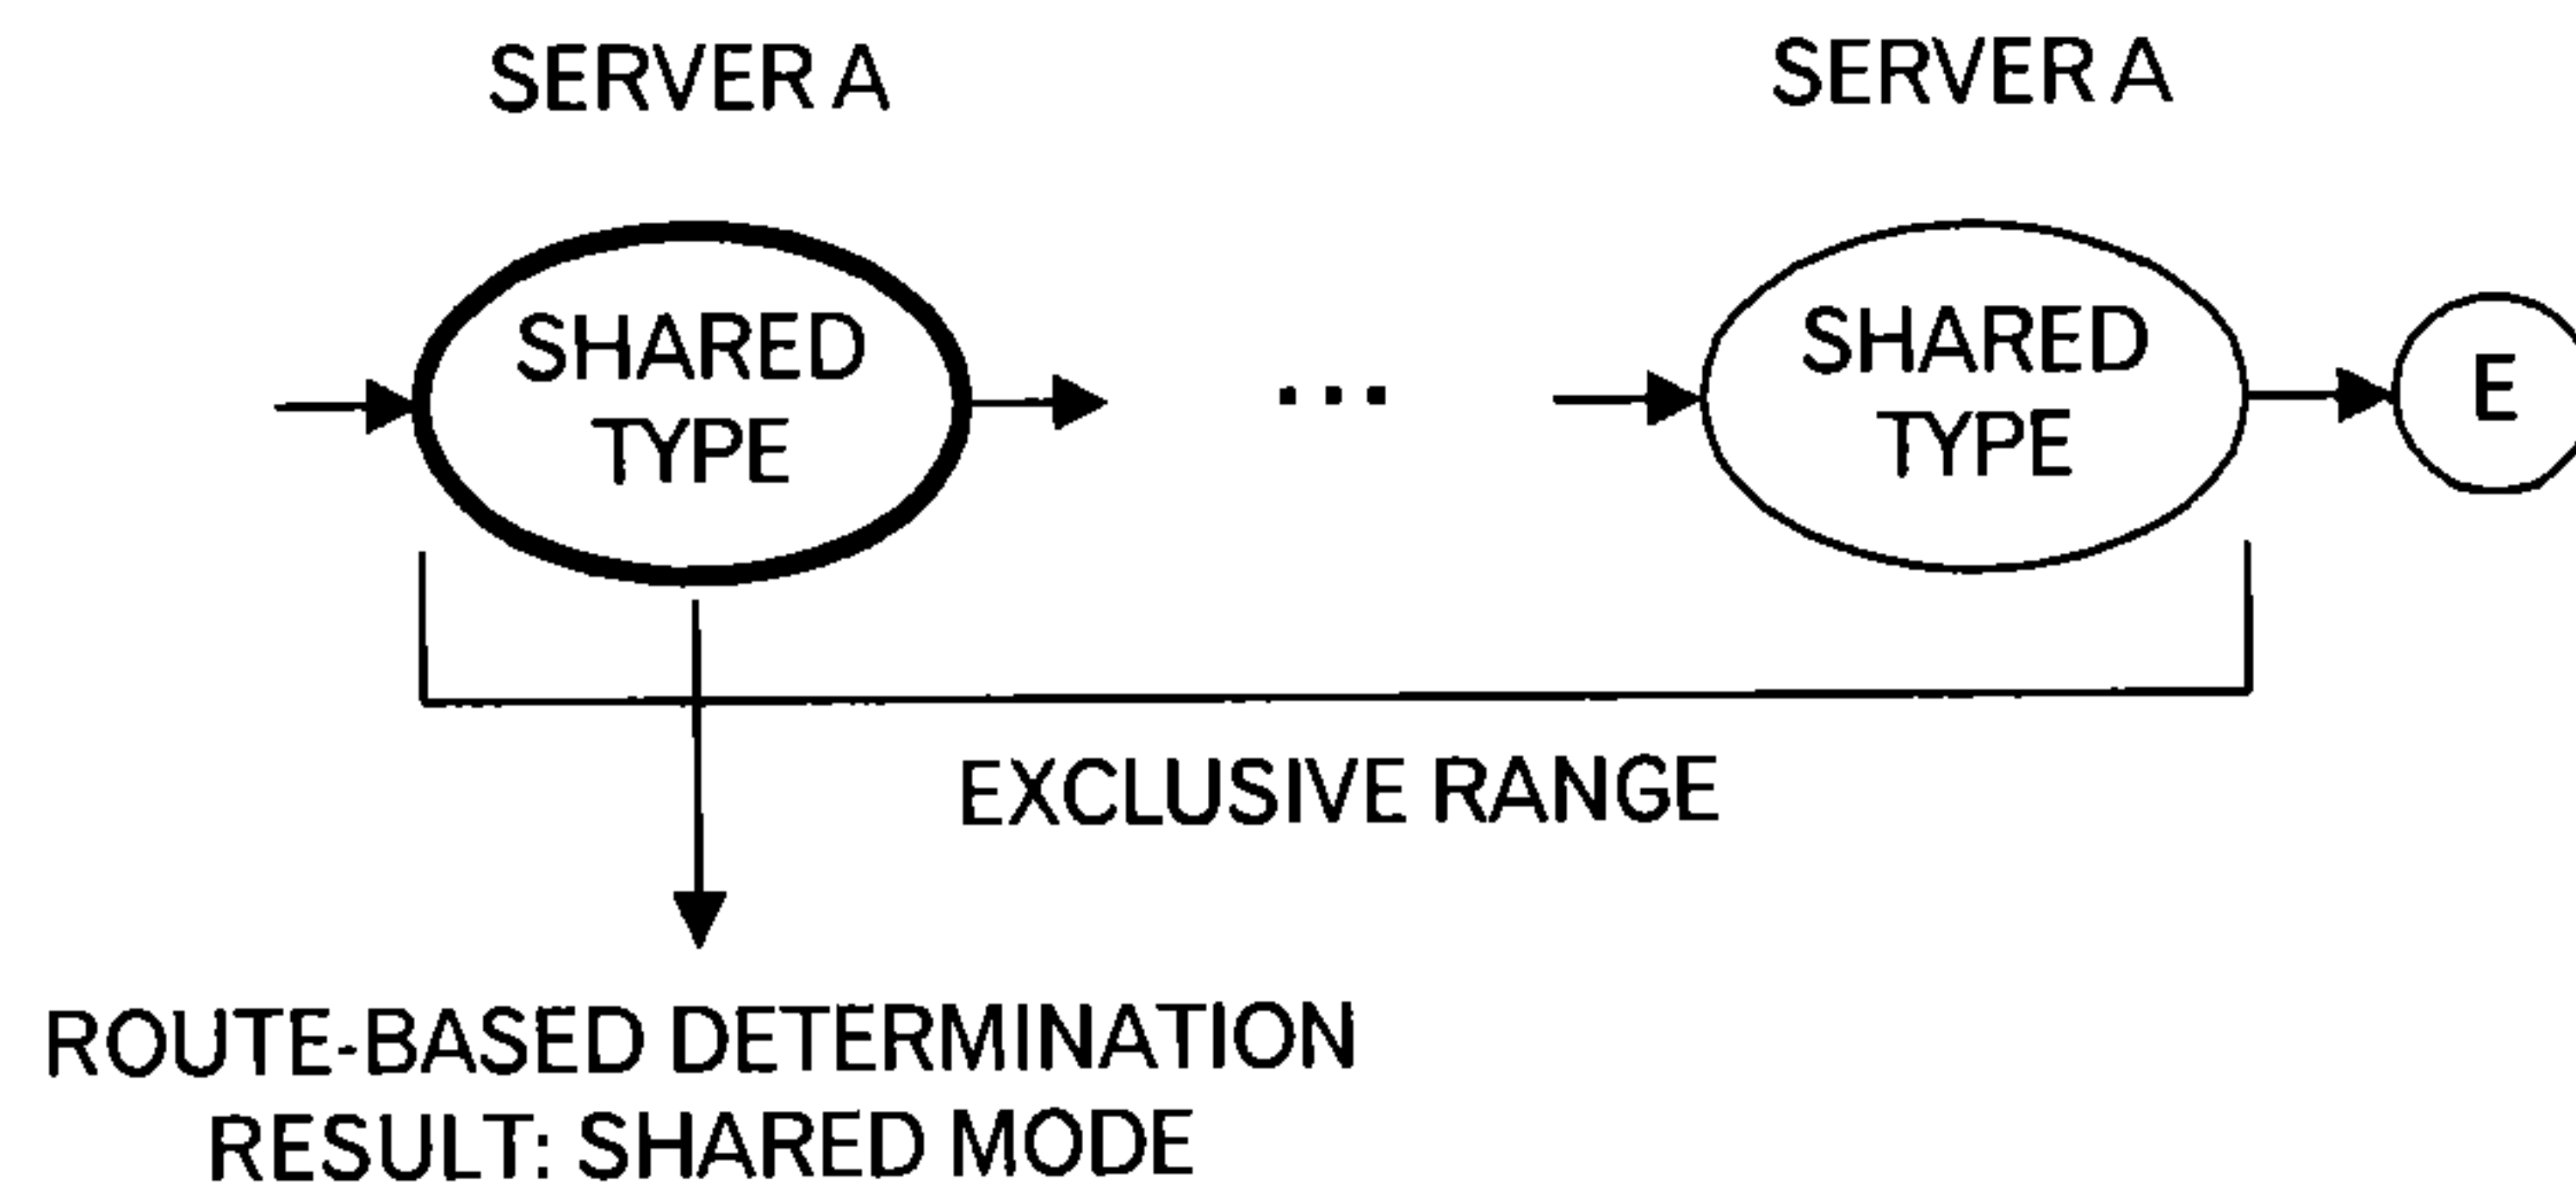 SERVER A
SERVER A
SHARED
TYPE
...
SHARED
TYPE
E
EXCLUSIVE RANGE
ROUTE-BASED DETERMINATION
RESULT: SHARED MODE